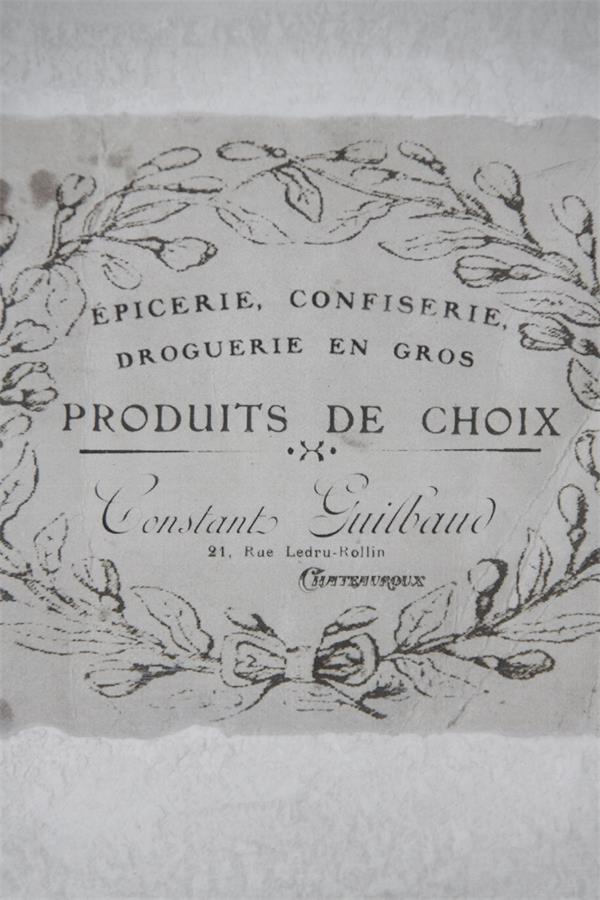 ÉPICERIE, CONFISERIE,
DROGUERIE EN GROS
PRODUITS DE CHOIX
Constant Guilbaud
21, Rue Ledru-Rollin
CHATEAUROUX